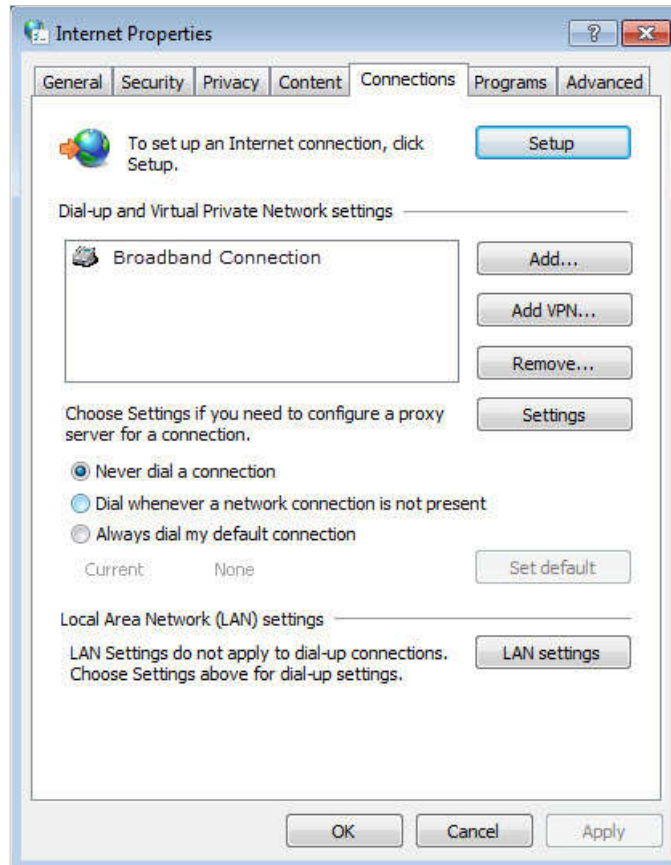 Internet Properties
General Security Privacy Content Connections Programs Advanced
To set up an Internet connection, click
Setup.
Setup
Dial-up and Virtual Private Network settings
Broadband Connection
Add...
Add VPN...
Remove...
Choose Settings if you need to configure a proxy
server for a connection.
Settings
Never dial a connection
Dial whenever a network connection is not present
Always dial my default connection
Current None
Set default
Local Area Network (LAN) settings
LAN Settings do not apply to dial-up connections.
Choose Settings above for dial-up settings.
LAN settings
OK Cancel Apply